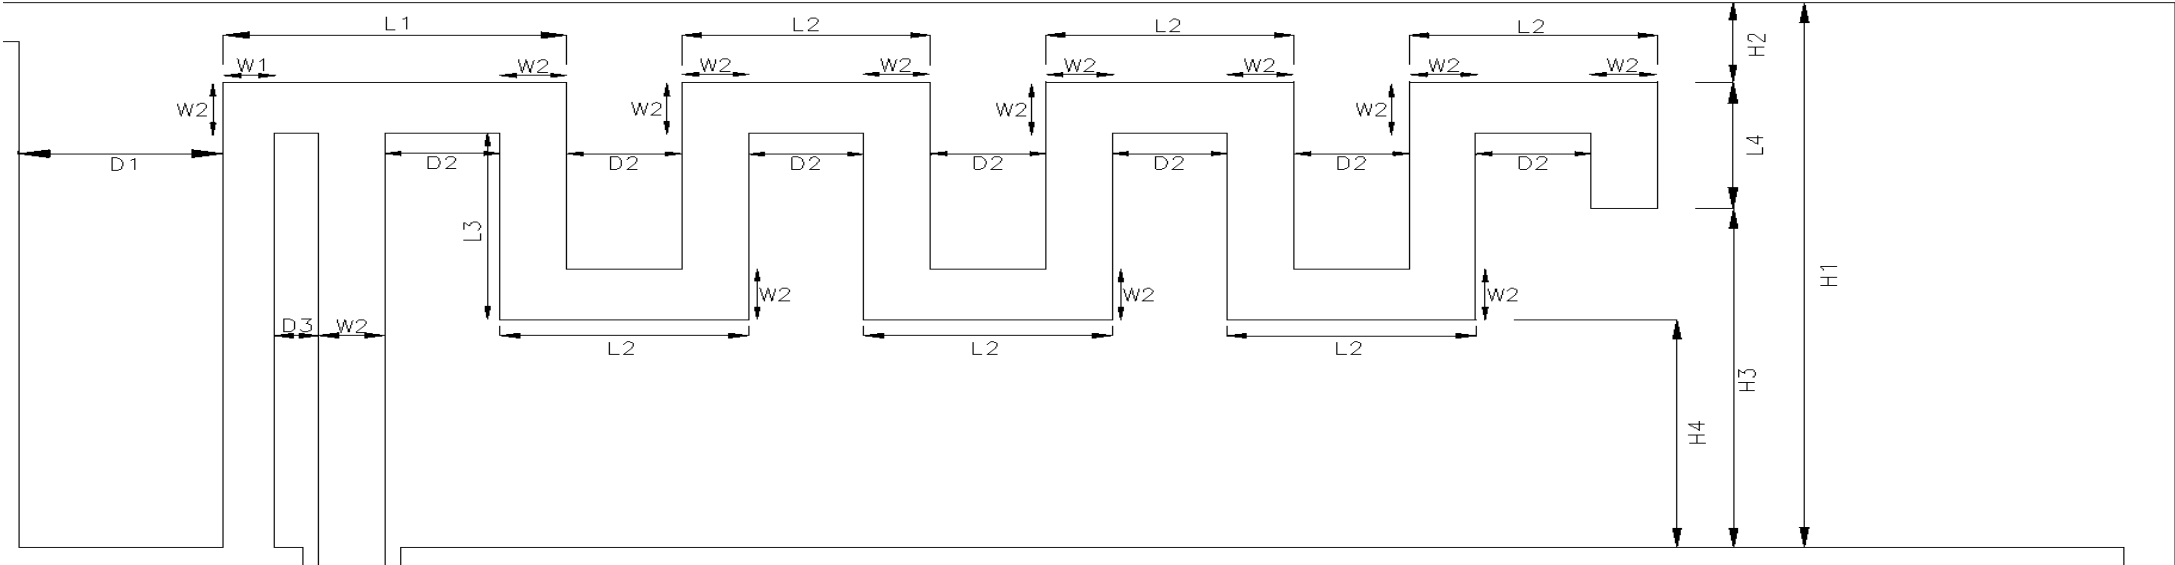 L1 L2 L2 L2
H2
W1 W2 W2 W2 W2 W2 W2 W2
W2 W2 W2 W2
L4
D1 D2 D2 D2 D2 D2 D2 D2
L3
H1
W2 W2 W2
D3 W2
L2 L2 L2
H3
H4